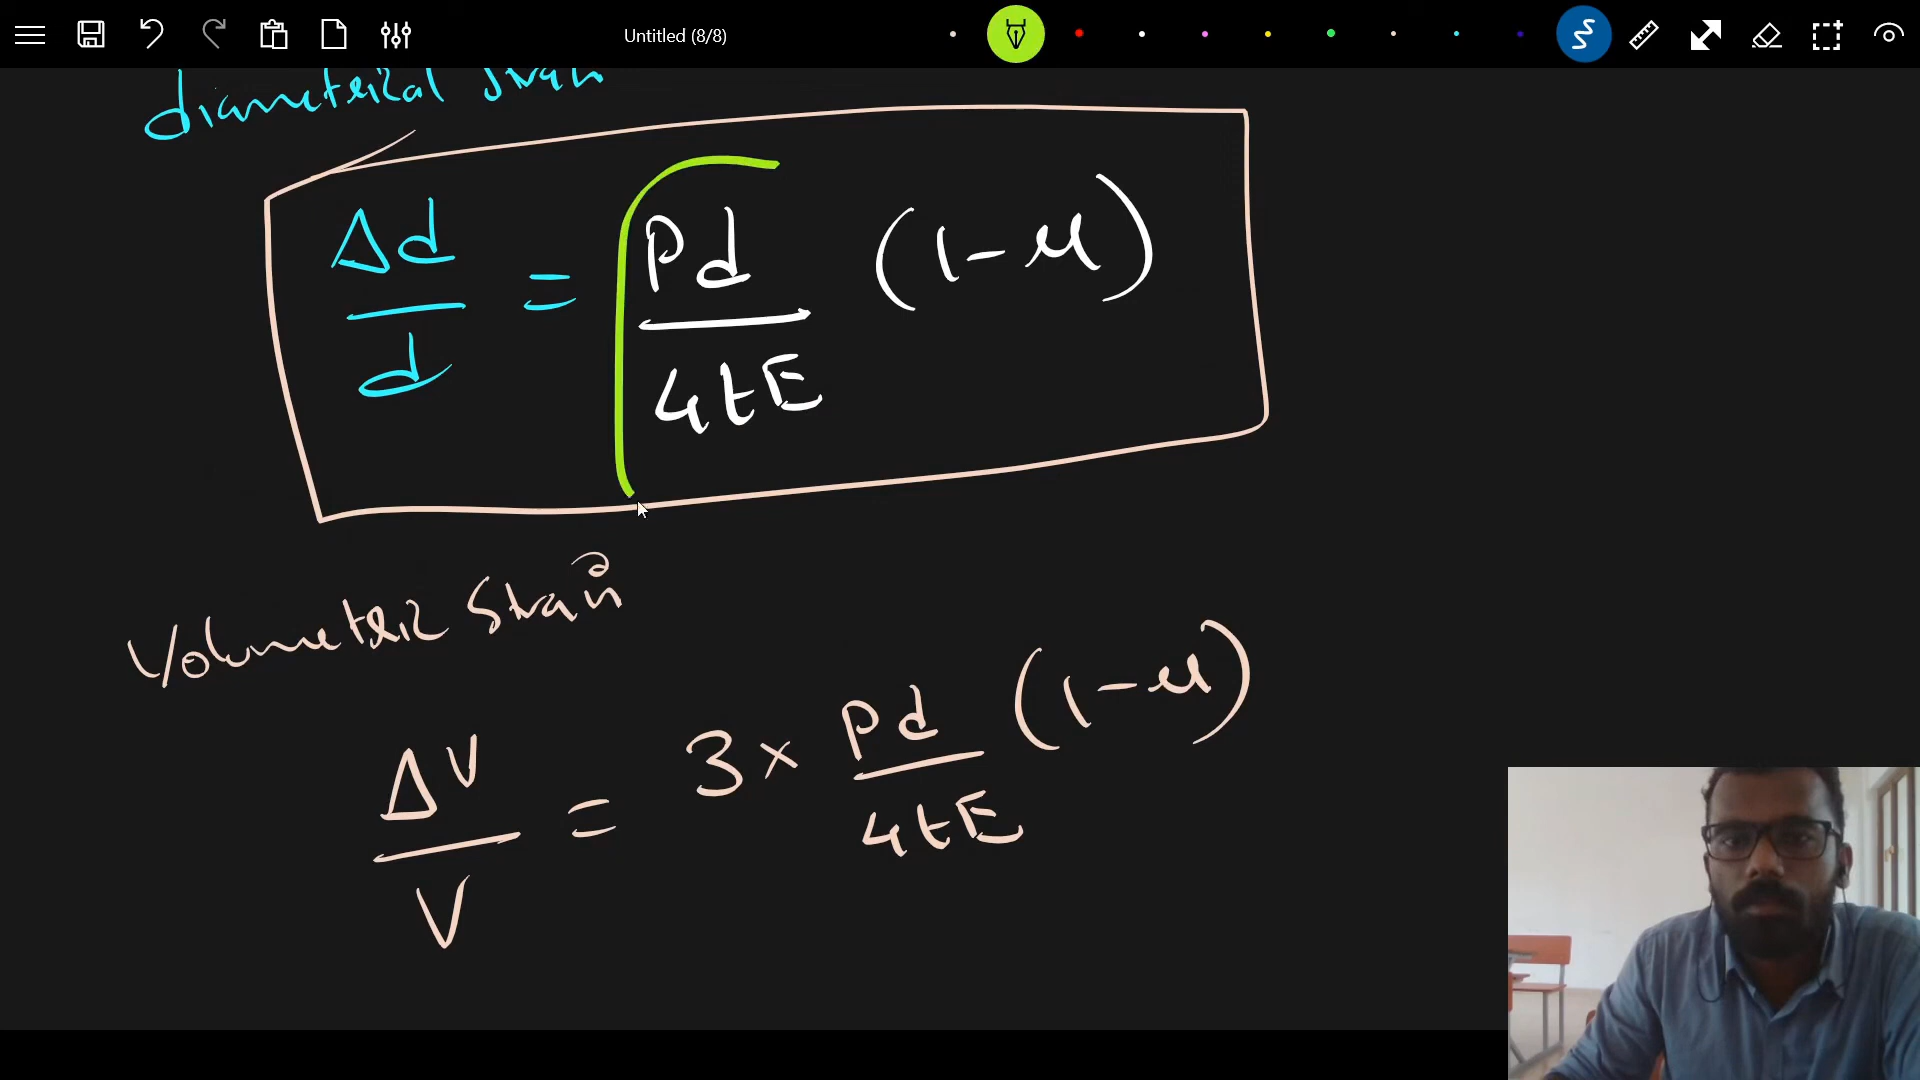 Untitled (8/8)
diametrical strain
Δd/d = Pd/4tE (1-μ)
Volumetric Strain
ΔV/V = 3 × Pd/4tE (1-μ)